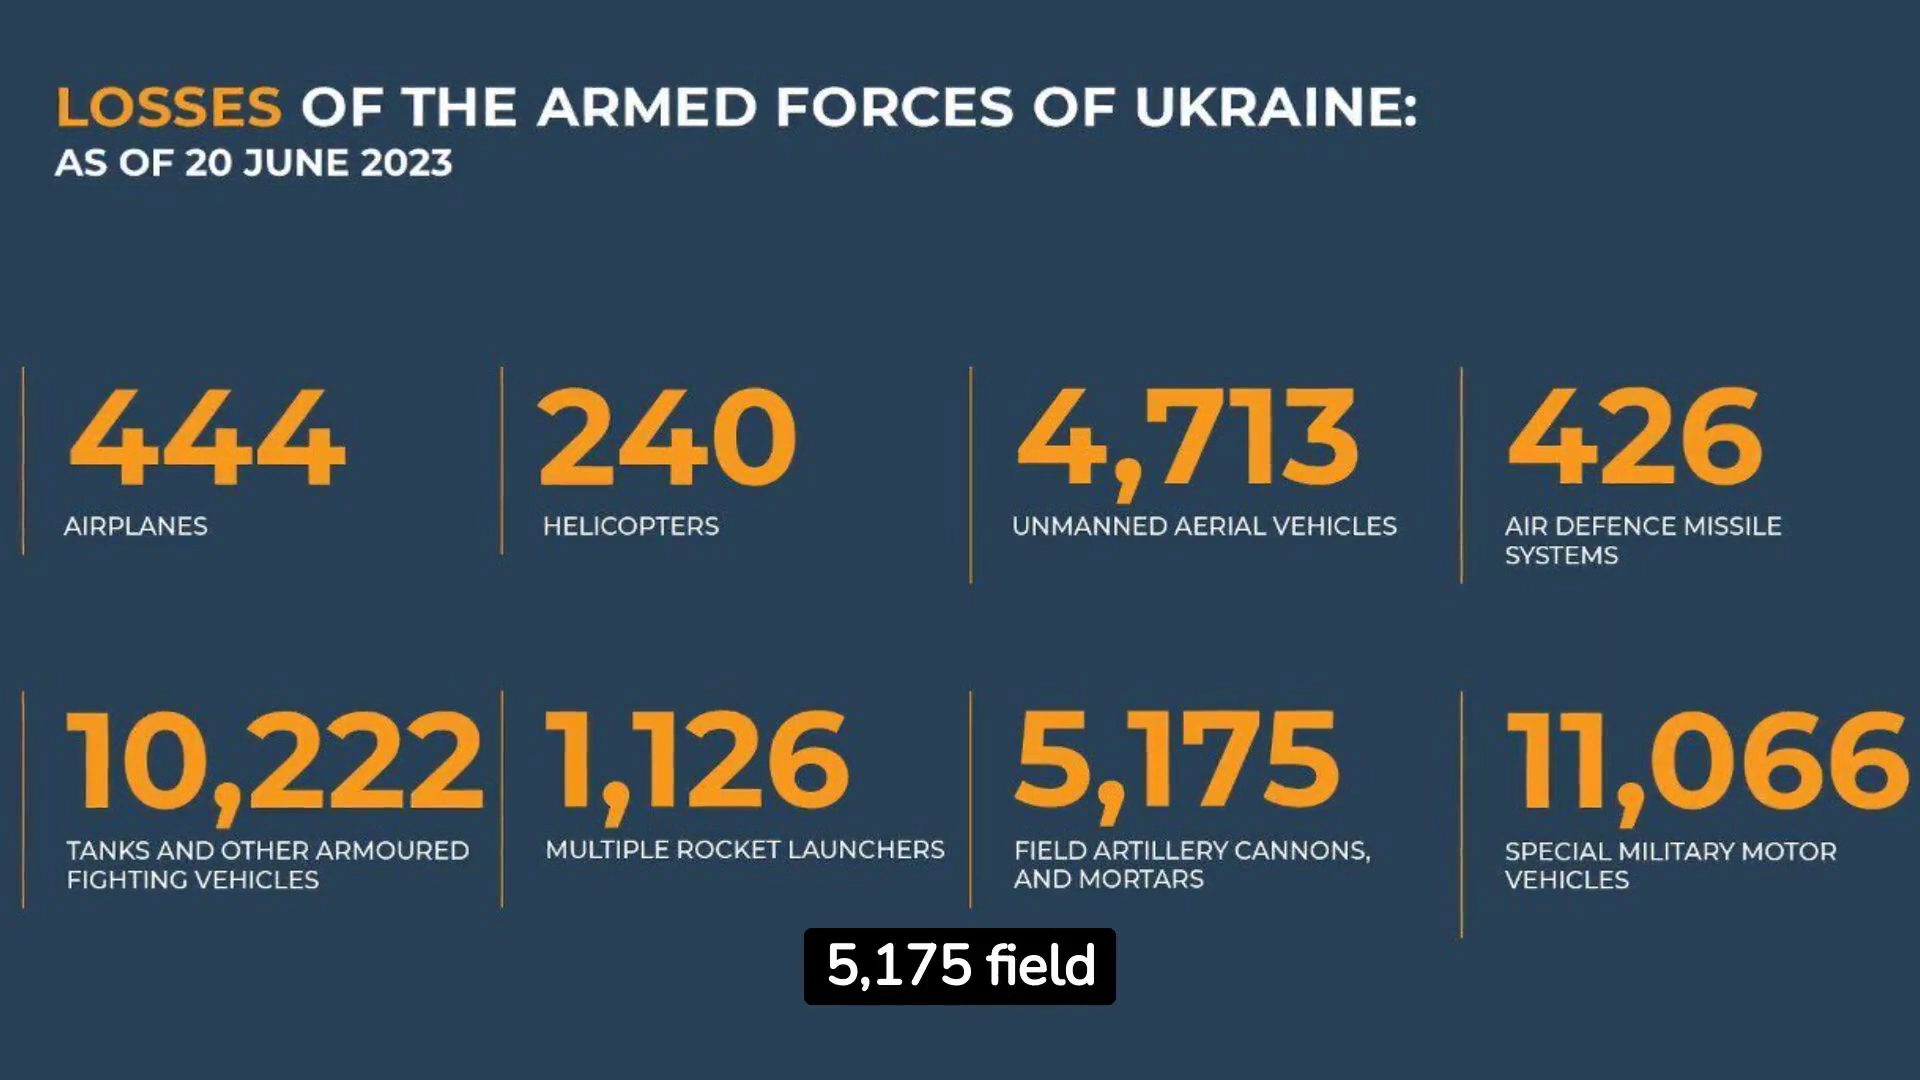 LOSSES OF THE ARMED FORCES OF UKRAINE:
AS OF 20 JUNE 2023
444
AIRPLANES
240
HELICOPTERS
4,713
UNMANNED AERIAL VEHICLES
426
AIR DEFENCE MISSILE
SYSTEMS
10,222
TANKS AND OTHER ARMOURED
FIGHTING VEHICLES
1,126
MULTIPLE ROCKET LAUNCHERS
5,175
FIELD ARTILLERY CANNONS,
AND MORTARS
11,066
SPECIAL MILITARY MOTOR
VEHICLES
5,175 field